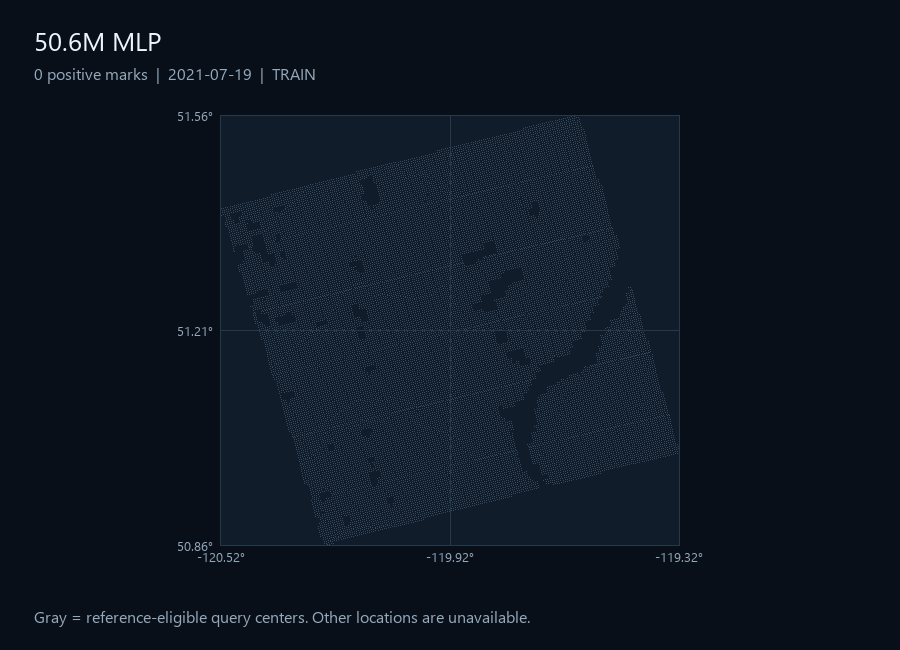 50.6M MLP
0 positive marks | 2021-07-19 | TRAIN
51.56°
51.21°
50.86°
-120.52° -119.92° -119.32°
Gray = reference-eligible query centers. Other locations are unavailable.